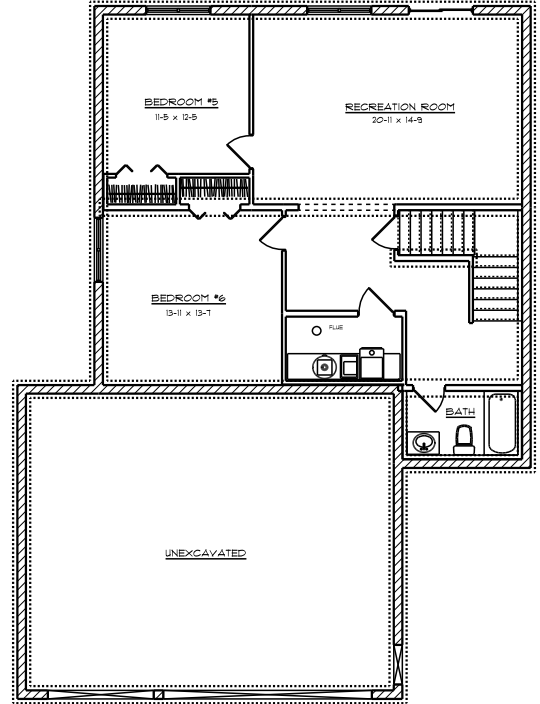 BEDROOM #5
11-5 x 12-5
RECREATION ROOM
20-11 x 14-9
BEDROOM #6
13-11 x 13-7
FLUE
BATH
UNEXCAVATED